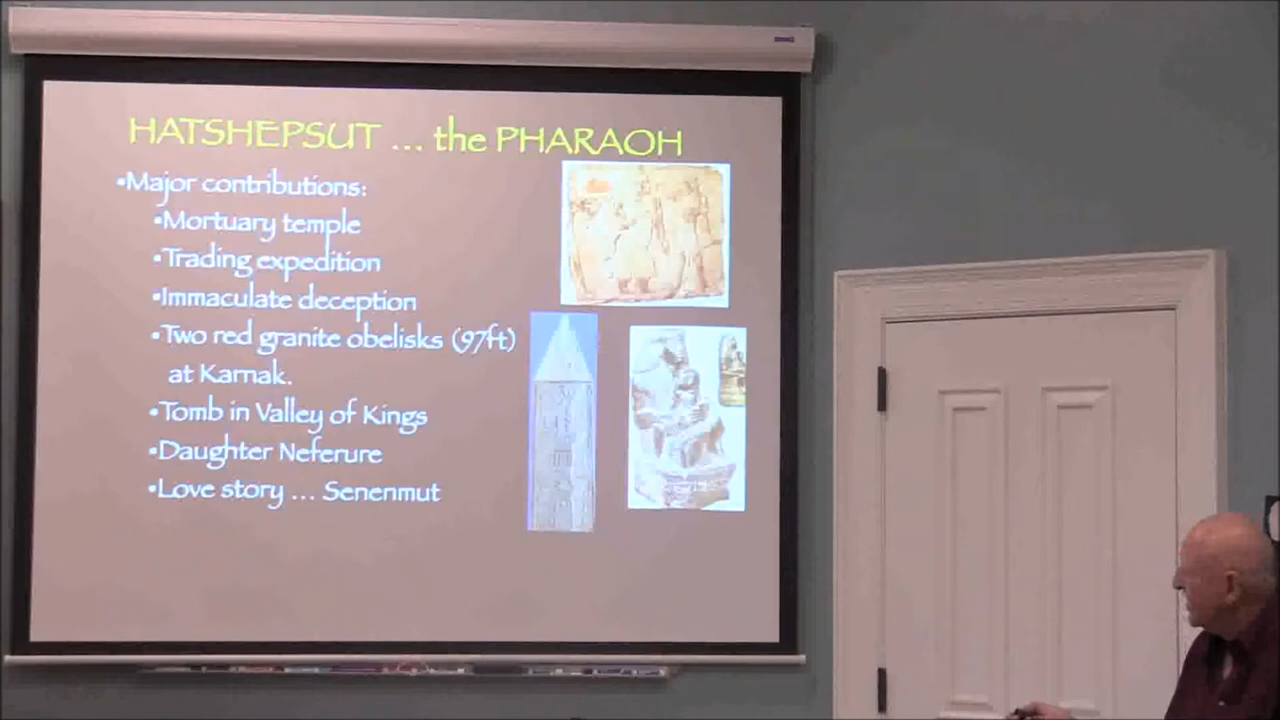 HATSHEPSUT ... the PHARAOH
•Major contributions:
•Mortuary temple
•Trading expedition
•Immaculate deception
•Two red granite obelisks (97ft)
at Karnak.
•Tomb in Valley of Kings
•Daughter Neferure
•Love story ... Senenmut